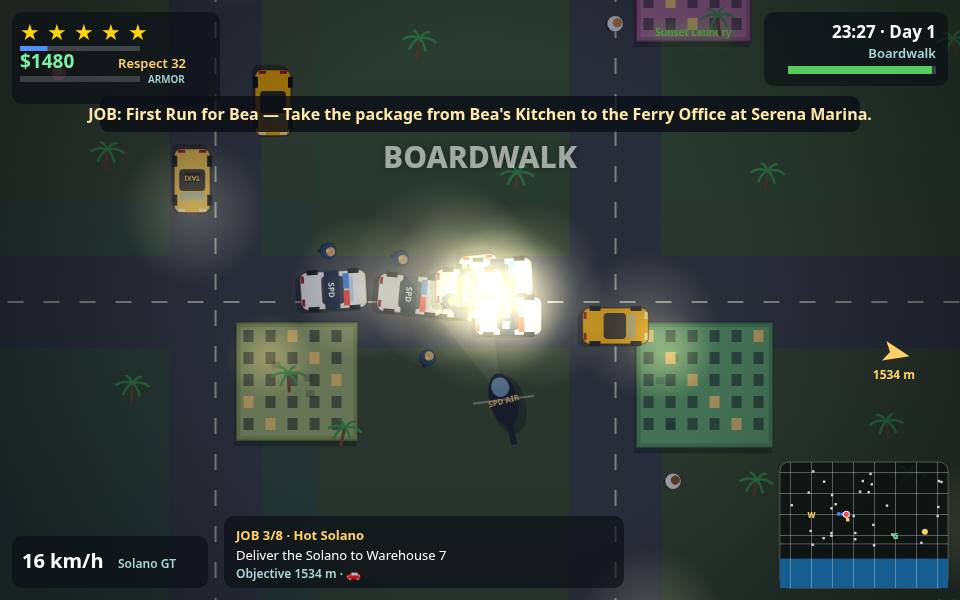 ★ ★ ★ ★ ★
$1480 Respect 32
ARMOR
Sunset Laundry
23:27 · Day 1
Boardwalk
JOB: First Run for Bea — Take the package from Bea's Kitchen to the Ferry Office at Serena Marina.
BOARDWALK
TAXI
SPD
SPD
SPD AIR
1534 m
W
G
JOB 3/8 · Hot Solano
Deliver the Solano to Warehouse 7
Objective 1534 m · 🚗
16 km/h Solano GT